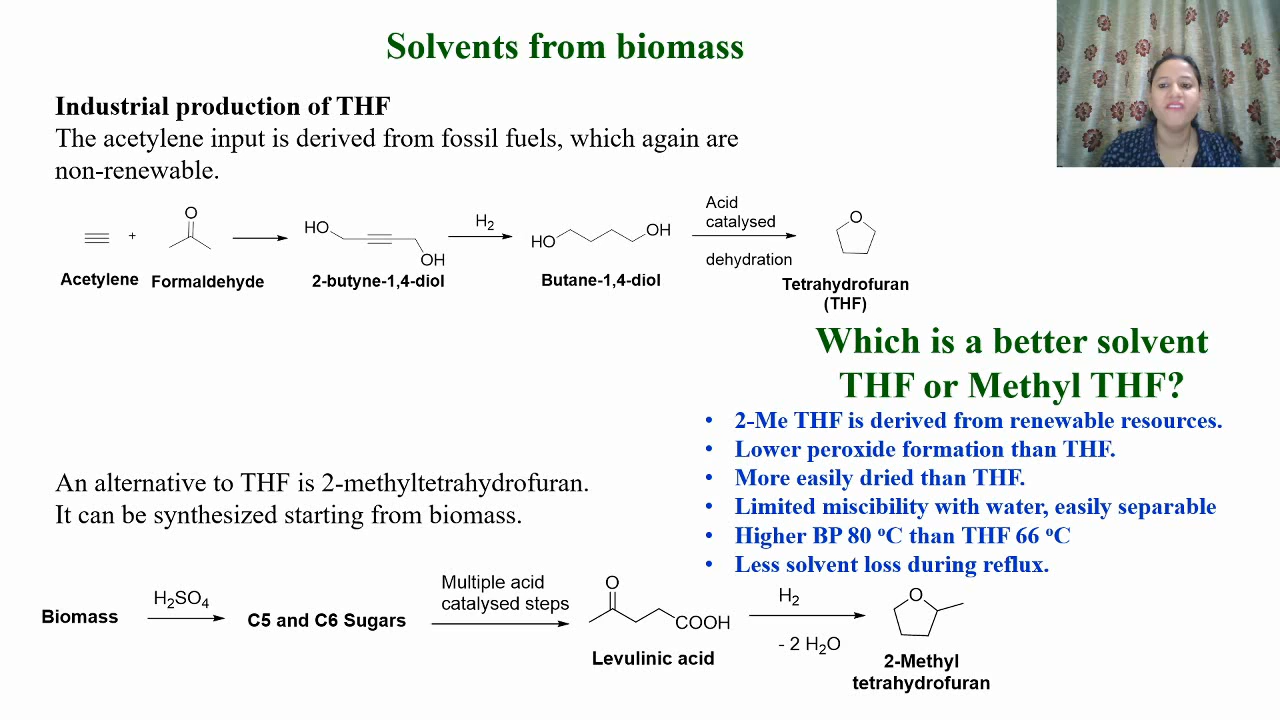 Solvents from biomass
Industrial production of THF
The acetylene input is derived from fossil fuels, which again are
non-renewable.
O
+
HO
OH
H₂
HO
OH
Acid
catalysed
dehydration
O
Acetylene
Formaldehyde
2-butyne-1,4-diol
Butane-1,4-diol
Tetrahydrofuran
(THF)
Which is a better solvent
THF or Methyl THF?
• 2-Me THF is derived from renewable resources.
• Lower peroxide formation than THF.
• More easily dried than THF.
• Limited miscibility with water, easily separable
• Higher BP 80 ᵒC than THF 66 ᵒC
• Less solvent loss during reflux.
An alternative to THF is 2-methyltetrahydrofuran.
It can be synthesized starting from biomass.
Biomass
H₂SO₄
C5 and C6 Sugars
Multiple acid
catalysed steps
O
COOH
Levulinic acid
H₂
- 2 H₂O
O
2-Methyl
tetrahydrofuran